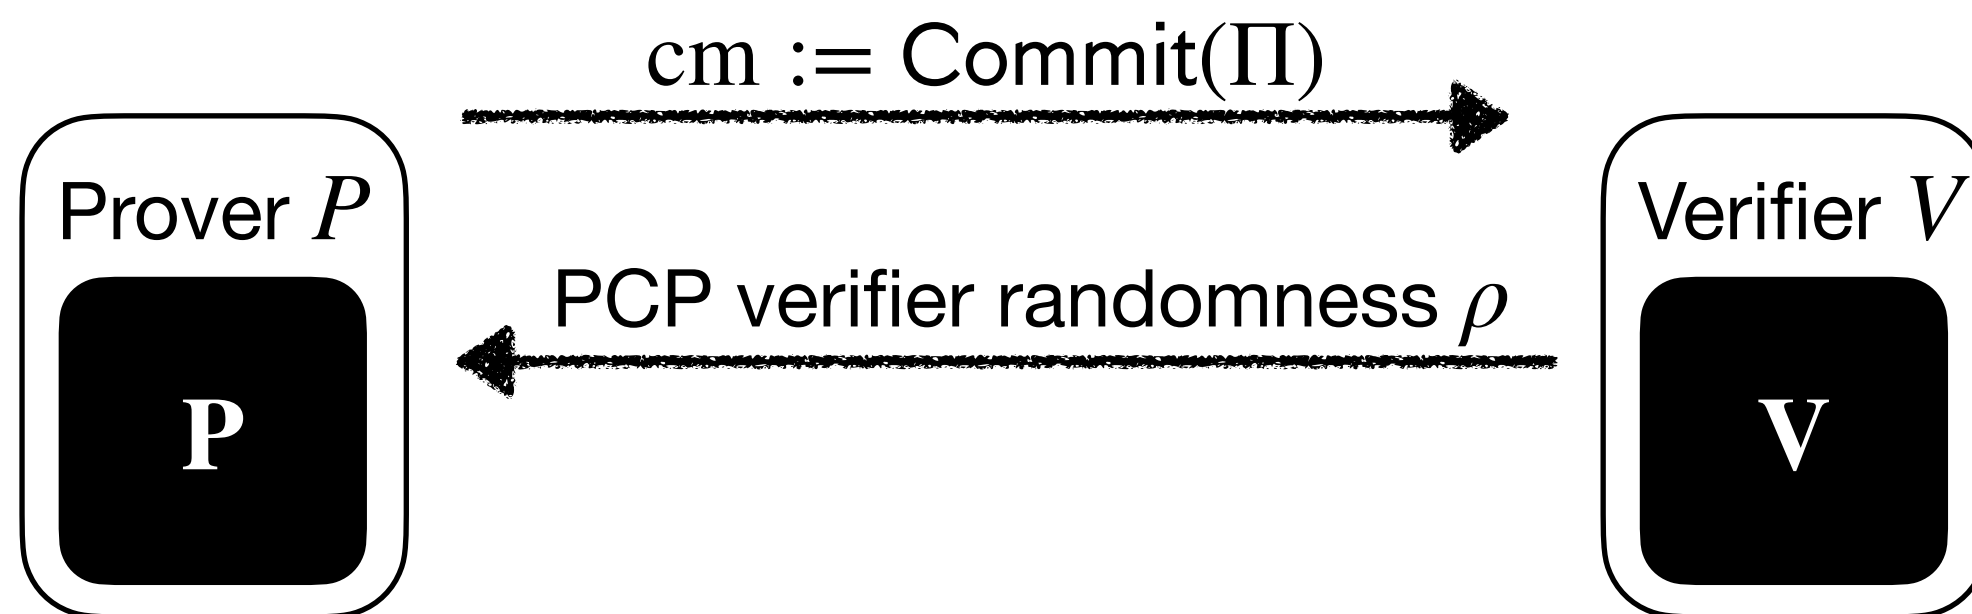 cm := Commit(Π)
Prover P
Verifier V
PCP verifier randomness ρ
P
V